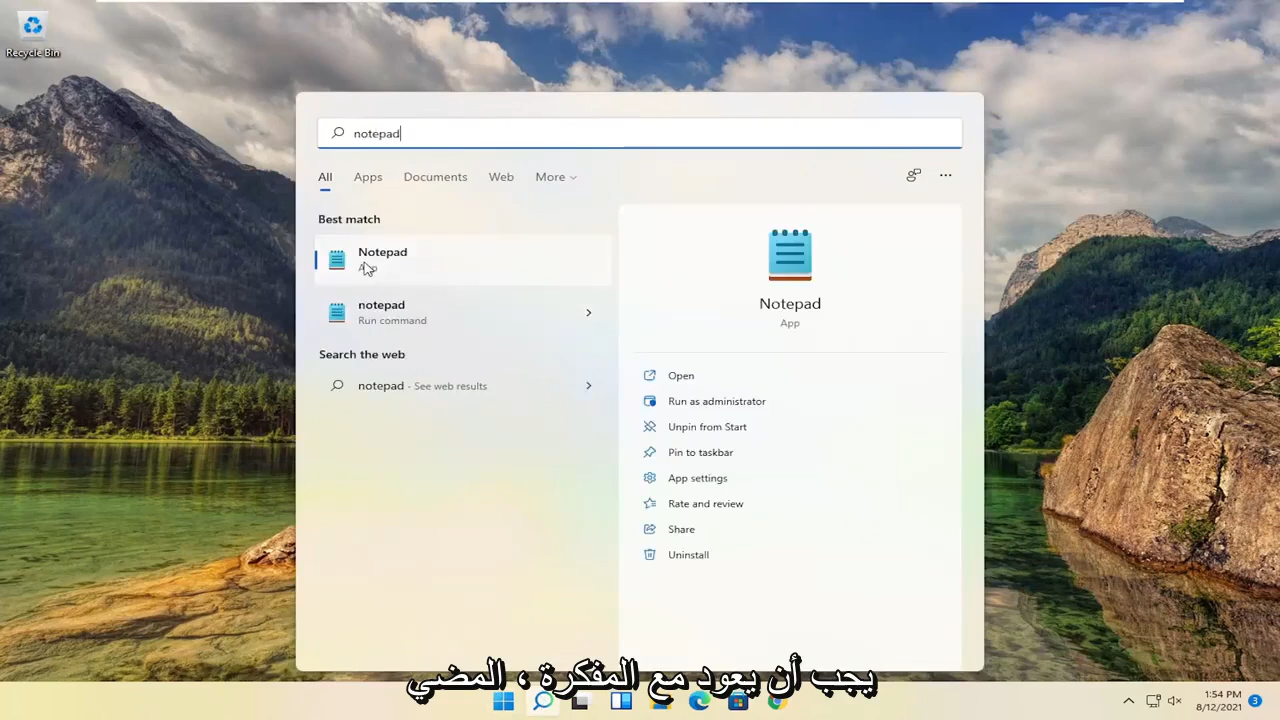 Recycle Bin
notepad
All Apps Documents Web More
Best match
Notepad
App
notepad
Run command
Search the web
notepad - See web results
Notepad
App
Open
Run as administrator
Unpin from Start
Pin to taskbar
App settings
Rate and review
Share
Uninstall
يجب أن يعود مع المفكرة ، المضي
1:54 PM
8/12/2021
3